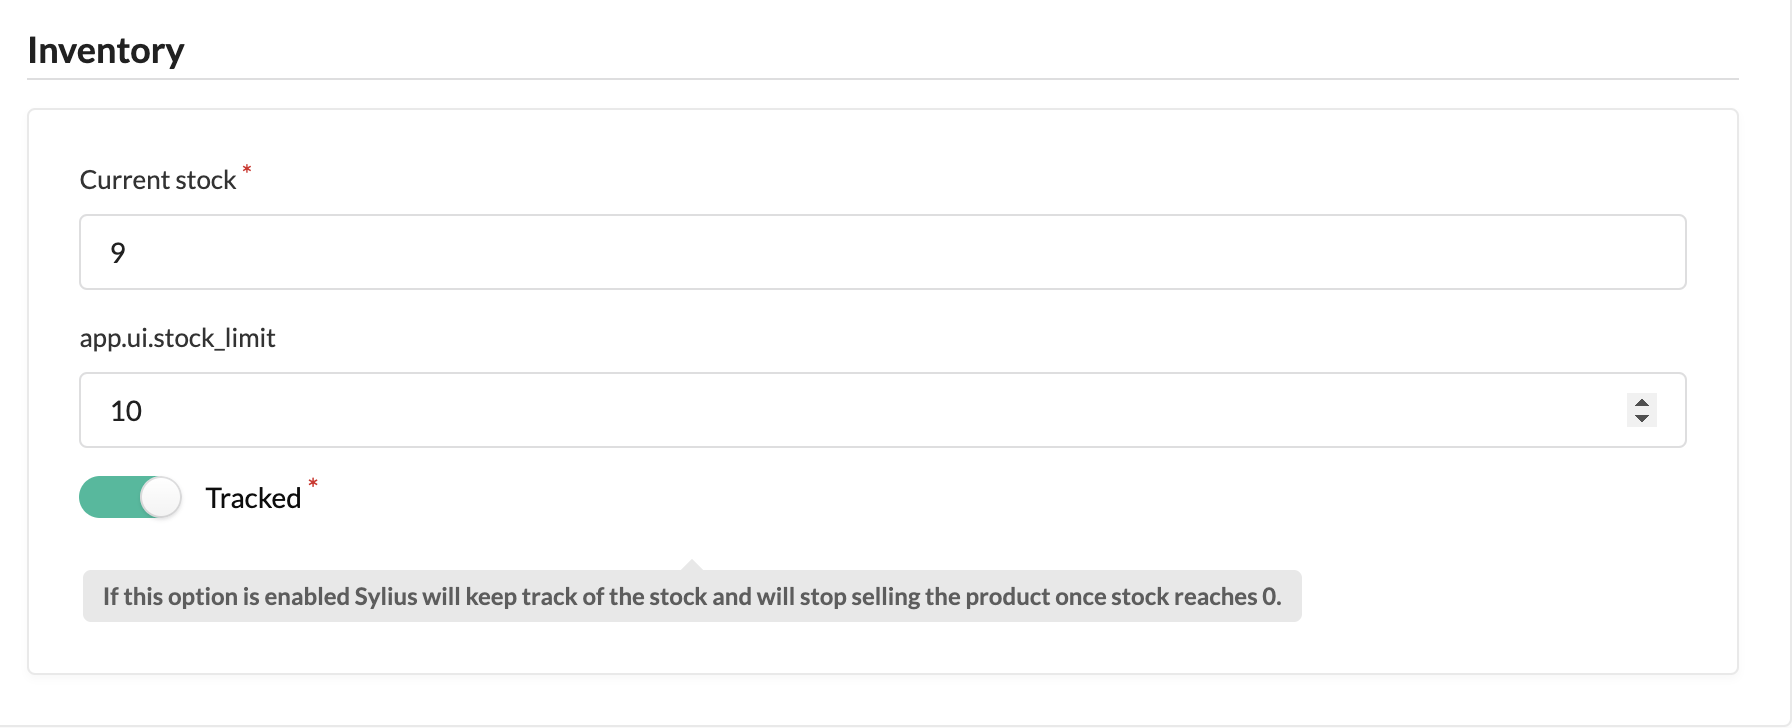 Inventory
Current stock *
9
app.ui.stock_limit
10
Tracked *
If this option is enabled Sylius will keep track of the stock and will stop selling the product once stock reaches 0.